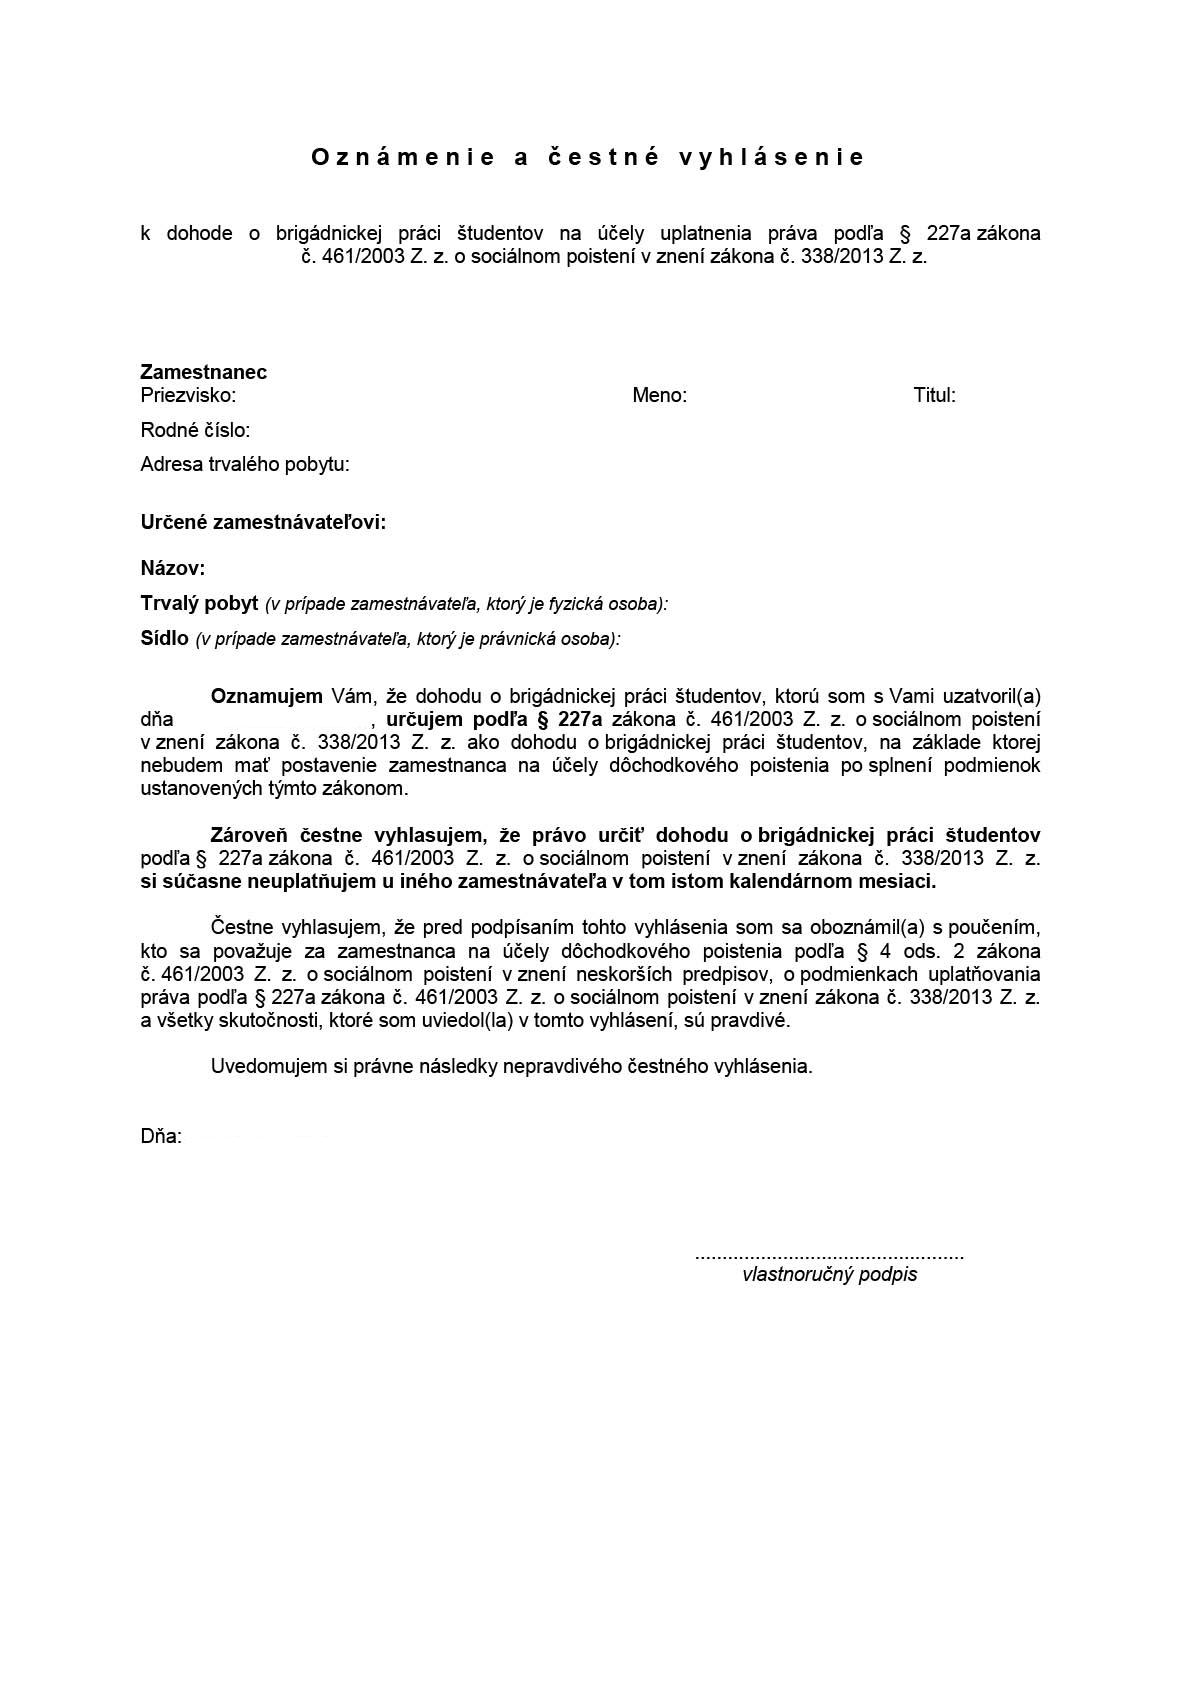 Oznámenie a čestné vyhlásenie
k dohode o brigádnickej práci študentov na účely uplatnenia práva podľa § 227a zákona
č. 461/2003 Z. z. o sociálnom poistení v znení zákona č. 338/2013 Z. z.
Zamestnanec
Priezvisko: Meno: Titul:
Rodné číslo:
Adresa trvalého pobytu:
Určené zamestnávateľovi:
Názov:
Trvalý pobyt (v prípade zamestnávateľa, ktorý je fyzická osoba):
Sídlo (v prípade zamestnávateľa, ktorý je právnická osoba):
Oznamujem Vám, že dohodu o brigádnickej práci študentov, ktorú som s Vami uzatvoril(a)
dňa , určujem podľa § 227a zákona č. 461/2003 Z. z. o sociálnom poistení
v znení zákona č. 338/2013 Z. z. ako dohodu o brigádnickej práci študentov, na základe ktorej
nebudem mať postavenie zamestnanca na účely dôchodkového poistenia po splnení podmienok
ustanovených týmto zákonom.
Zároveň čestne vyhlasujem, že právo určiť dohodu o brigádnickej práci študentov
podľa § 227a zákona č. 461/2003 Z. z. o sociálnom poistení v znení zákona č. 338/2013 Z. z.
si súčasne neuplatňujem u iného zamestnávateľa v tom istom kalendárnom mesiaci.
Čestne vyhlasujem, že pred podpísaním tohto vyhlásenia som sa oboznámil(a) s poučením,
kto sa považuje za zamestnanca na účely dôchodkového poistenia podľa § 4 ods. 2 zákona
č. 461/2003 Z. z. o sociálnom poistení v znení neskorších predpisov, o podmienkach uplatňovania
práva podľa § 227a zákona č. 461/2003 Z. z. o sociálnom poistení v znení zákona č. 338/2013 Z. z.
a všetky skutočnosti, ktoré som uviedol(la) v tomto vyhlásení, sú pravdivé.
Uvedomujem si právne následky nepravdivého čestného vyhlásenia.
Dňa:
.................................................
vlastnoručný podpis